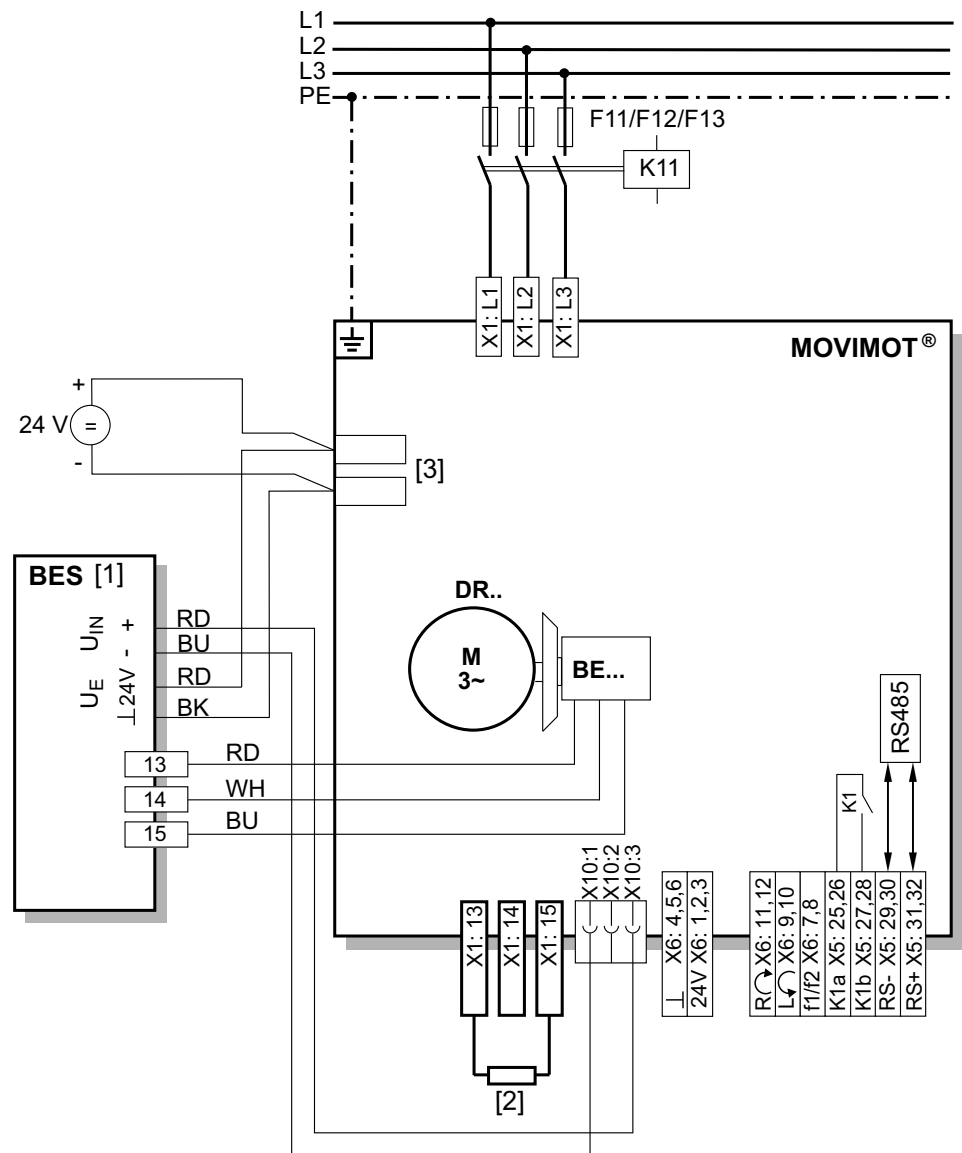 L1
L2
L3
PE
F11/F12/F13
K11
X1: L1
X1: L2
X1: L3
MOVIMOT®
+
24 V
=
-
[3]
BES [1]
UIN
- +
UE
⊥ 24V
RD
BU
RD
BK
13
RD
14
WH
15
BU
DR..
M
3~
BE...
RS485
K1
X10:1
X10:2
X10:3
X1: 13
X1: 14
X1: 15
⊥ X6: 4,5,6
24V X6: 1,2,3
R X6: 11,12
L X6: 9,10
f1/f2 X6: 7,8
K1a X5: 25,26
K1b X5: 27,28
RS- X5: 29,30
RS+ X5: 31,32
[2]